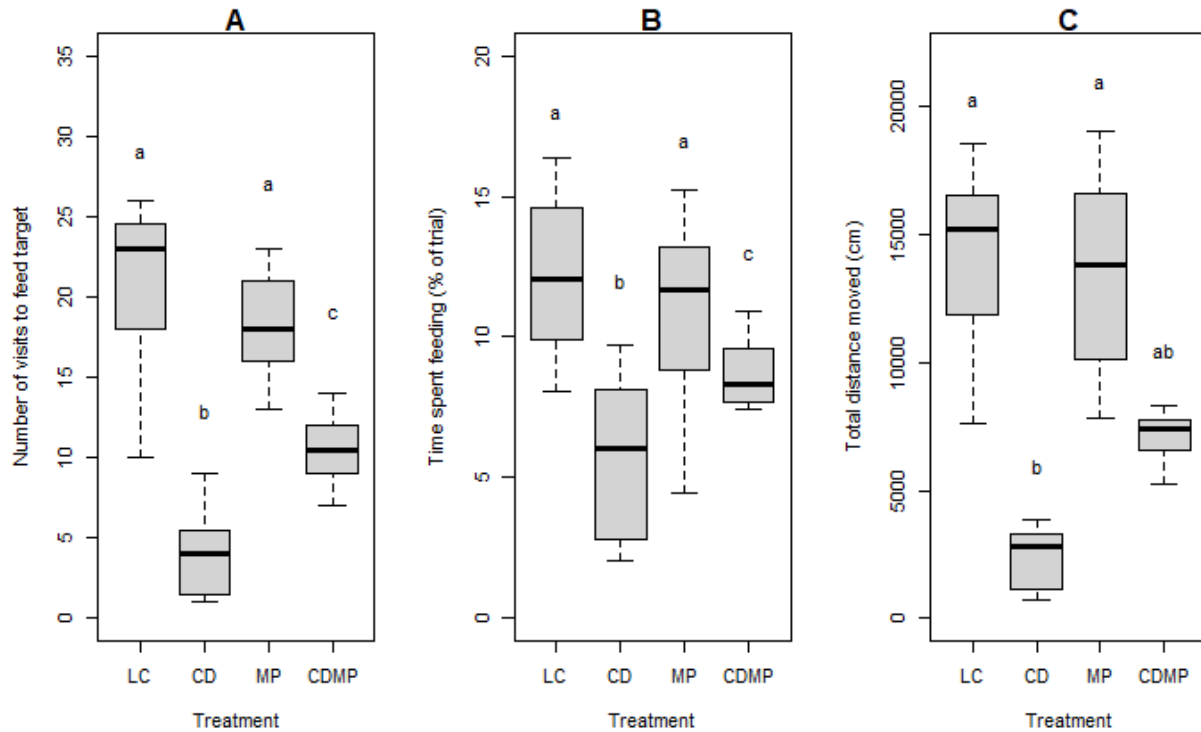 A
Number of visits to feed target
35
30
25
20
15
10
5
0
a
b
a
c
LC CD MP CDMP
Treatment
B
Time spent feeding (% of trial)
20
15
10
5
0
a
b
a
c
LC CD MP CDMP
Treatment
C
Total distance moved (cm)
20000
15000
10000
5000
0
a
b
a
ab
LC CD MP CDMP
Treatment